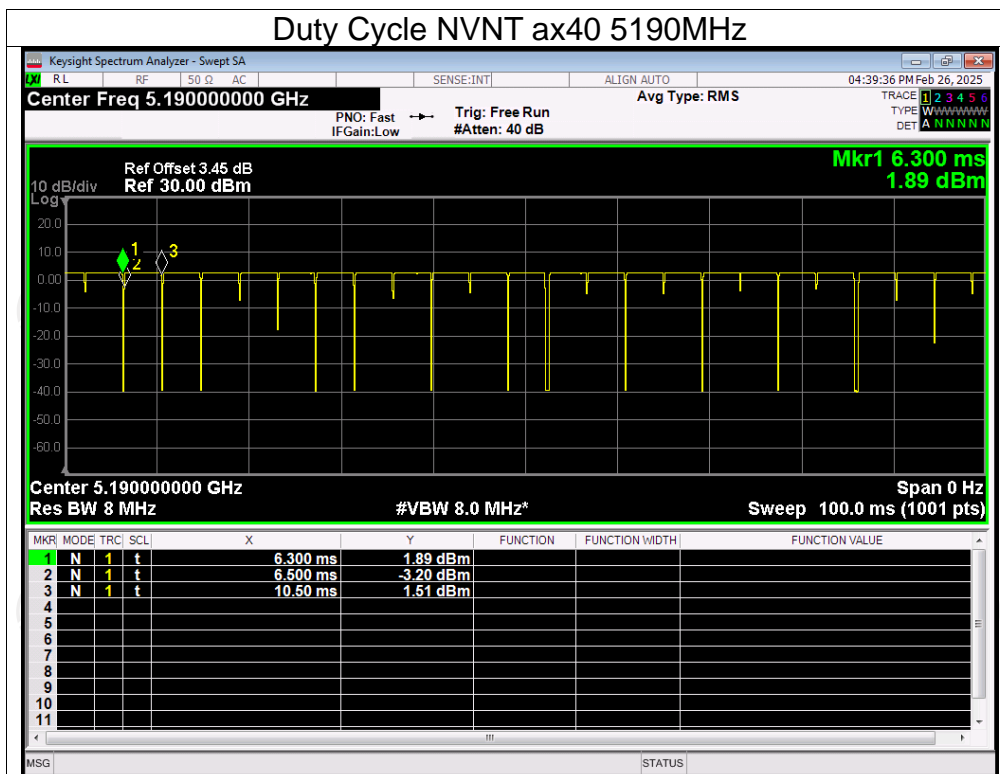 Duty Cycle NVNT ax40 5190MHz
Keysight Spectrum Analyzer - Swept SA
LXI RL RF 50 Ω AC SENSE:INT ALIGN AUTO 04:39:36 PM Feb 26, 2025
Center Freq 5.190000000 GHz Avg Type: RMS TRACE 1 2 3 4 5 6
PNO: Fast Trig: Free Run TYPE WWWWWW
IFGain:Low #Atten: 40 dB DET A N N N N N
Mkr1 6.300 ms
Ref Offset 3.45 dB
10 dB/div Ref 30.00 dBm 1.89 dBm
Log
20.0
10.0
1 2 3
0.00
-10.0
-20.0
-30.0
-40.0
-50.0
-60.0
Center 5.190000000 GHz Span 0 Hz
Res BW 8 MHz #VBW 8.0 MHz* Sweep 100.0 ms (1001 pts)
MKR MODE TRC SCL X Y FUNCTION FUNCTION WIDTH FUNCTION VALUE
1 N 1 t 6.300 ms 1.89 dBm
2 N 1 t 6.500 ms -3.20 dBm
3 N 1 t 10.50 ms 1.51 dBm
4
5
6
7
8
9
10
11
MSG STATUS